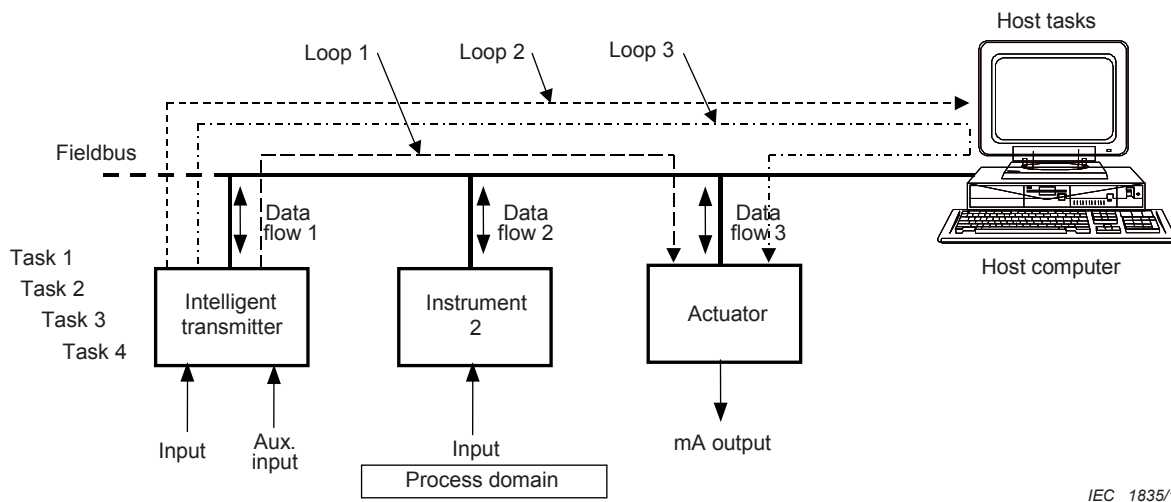 Host tasks
Loop 1
Loop 2
Loop 3
Fieldbus
Data
flow 1
Data
flow 2
Data
flow 3
Task 1
Task 2
Task 3
Task 4
Intelligent
transmitter
Instrument
2
Actuator
Host computer
Input
Aux.
input
Input
mA output
Process domain
IEC 1835/